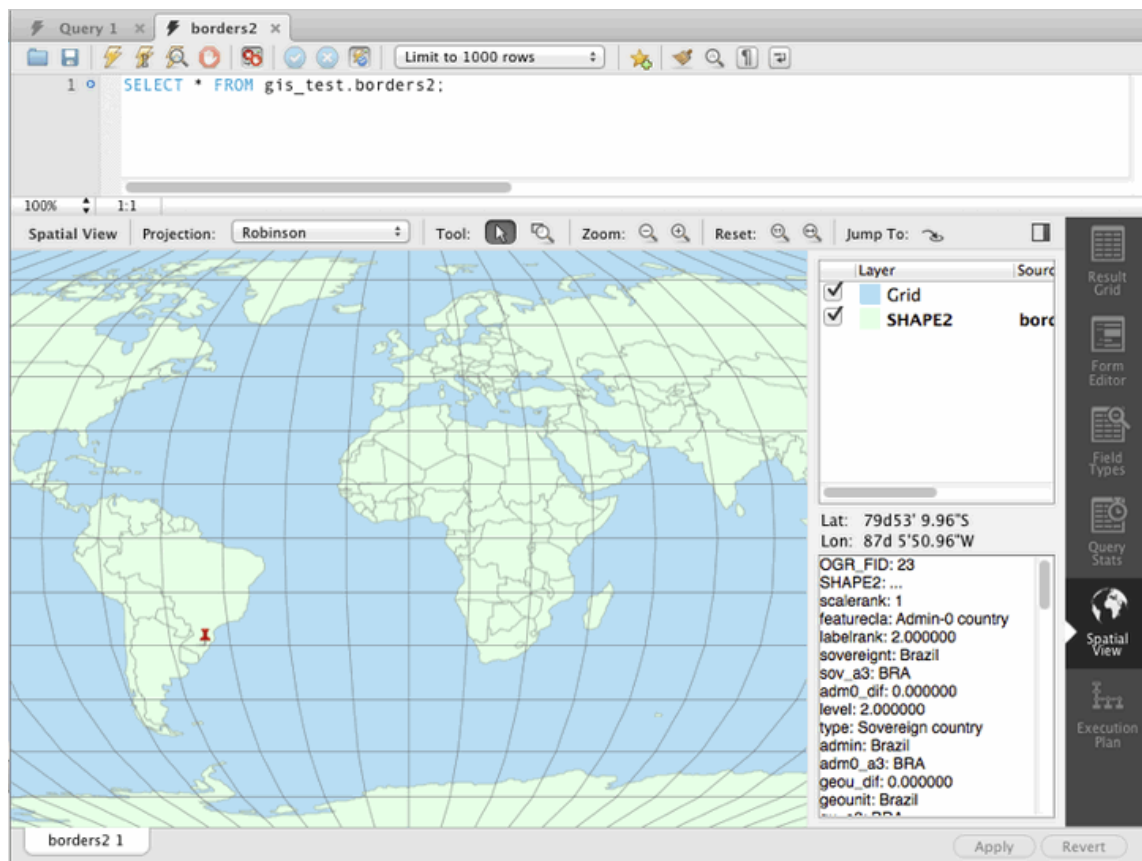 Query 1
borders2
Limit to 1000 rows
1 SELECT * FROM gis_test.borders2;
100% 1:1
Spatial View Projection: Robinson Tool: Zoom: Reset: Jump To:
Layer Sourc
Grid
SHAPE2 bord
Lat: 79d53' 9.96"S
Lon: 87d 5'50.96"W
OGR_FID: 23
SHAPE2: ...
scalerank: 1
featurecla: Admin-0 country
labelrank: 2.000000
sovereignt: Brazil
sov_a3: BRA
adm0_dif: 0.000000
level: 2.000000
type: Sovereign country
admin: Brazil
adm0_a3: BRA
geou_dif: 0.000000
geounit: Brazil
Result
Grid
Form
Editor
Field
Types
Query
Stats
Spatial
View
Execution
Plan
borders2 1
Apply Revert